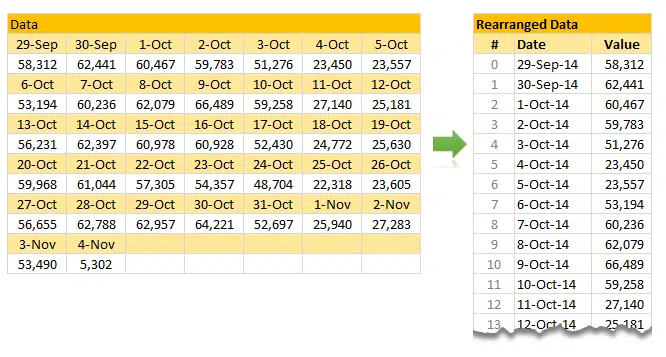 Data
29-Sep 30-Sep 1-Oct 2-Oct 3-Oct 4-Oct 5-Oct
58,312 62,441 60,467 59,783 51,276 23,450 23,557
6-Oct 7-Oct 8-Oct 9-Oct 10-Oct 11-Oct 12-Oct
53,194 60,236 62,079 66,489 59,258 27,140 25,181
13-Oct 14-Oct 15-Oct 16-Oct 17-Oct 18-Oct 19-Oct
56,231 62,397 60,978 60,928 52,430 24,772 25,630
20-Oct 21-Oct 22-Oct 23-Oct 24-Oct 25-Oct 26-Oct
59,968 61,044 57,305 54,357 48,704 22,318 23,605
27-Oct 28-Oct 29-Oct 30-Oct 31-Oct 1-Nov 2-Nov
56,655 62,788 62,957 64,221 52,697 25,940 27,283
3-Nov 4-Nov
53,490 5,302
Rearranged Data
# Date Value
0 29-Sep-14 58,312
1 30-Sep-14 62,441
2 1-Oct-14 60,467
3 2-Oct-14 59,783
4 3-Oct-14 51,276
5 4-Oct-14 23,450
6 5-Oct-14 23,557
7 6-Oct-14 53,194
8 7-Oct-14 60,236
9 8-Oct-14 62,079
10 9-Oct-14 66,489
11 10-Oct-14 59,258
12 11-Oct-14 27,140
13 12-Oct-14 25,181